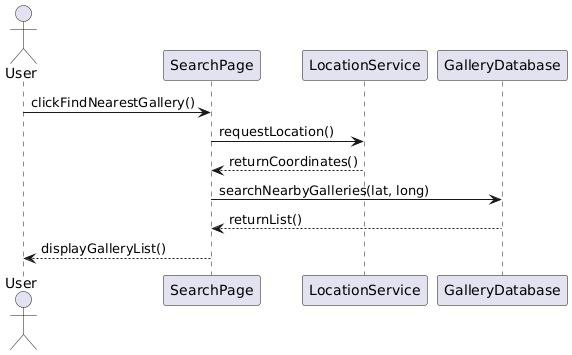 User
SearchPage
LocationService
GalleryDatabase
clickFindNearestGallery()
requestLocation()
returnCoordinates()
searchNearbyGalleries(lat, long)
returnList()
displayGalleryList()
User
SearchPage
LocationService
GalleryDatabase